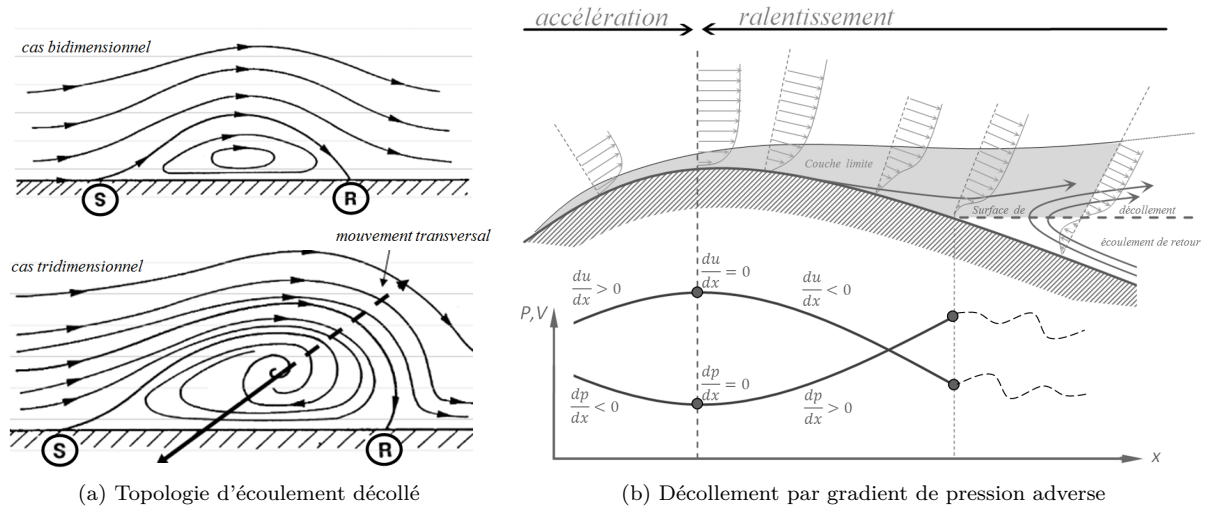 cas bidimensionnel
S
R
mouvement transversal
cas tridimensionnel
S
R
(a) Topologie d'écoulement décollé
accélération
ralentissement
Couche limite
Surface de décollement
écoulement de retour
du/dx > 0
du/dx = 0
du/dx < 0
P,V
dp/dx < 0
dp/dx = 0
dp/dx > 0
x
(b) Décollement par gradient de pression adverse